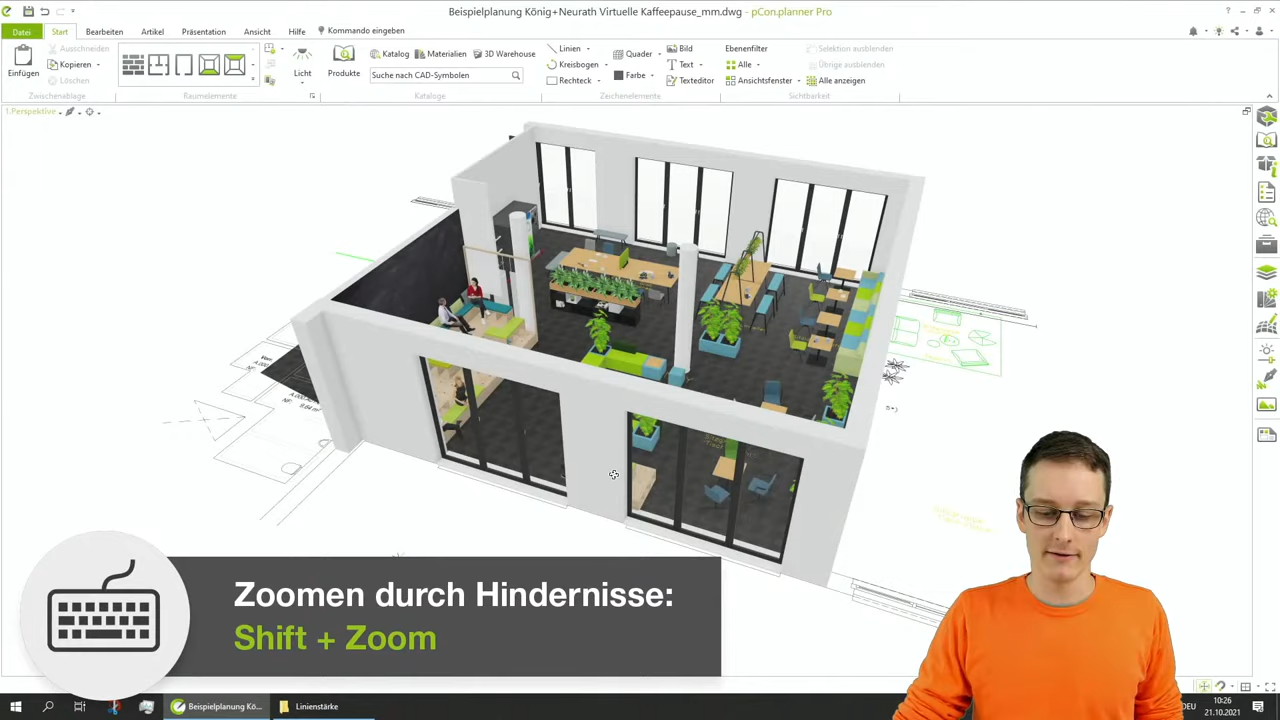 Beispielplanung König+Neurath Virtuelle Kaffeepause_mm.dwg - pCon.planner Pro
Datei Start Bearbeiten Artikel Präsentation Ansicht Hilfe Kommando eingeben
Einfügen
Ausschneiden
Kopieren
Löschen
Zwischenablage
Raumelemente
Licht
Produkte
Katalog Materialien 3D Warehouse
Suche nach CAD-Symbolen
Kataloge
Linien
Kreisbogen
Rechteck
Quader
Farbe
Bild
Text
Texteditor
Zeichenelemente
Ebenenfilter
Alle
Ansichtsfenster
Selektion ausblenden
Übrige ausblenden
Alle anzeigen
Sichtbarkeit
1.Perspektive
Zoomen durch Hindernisse:
Shift + Zoom
Beispielplanung Kö...
Linienstärke
DEU
10:26
21.10.2021